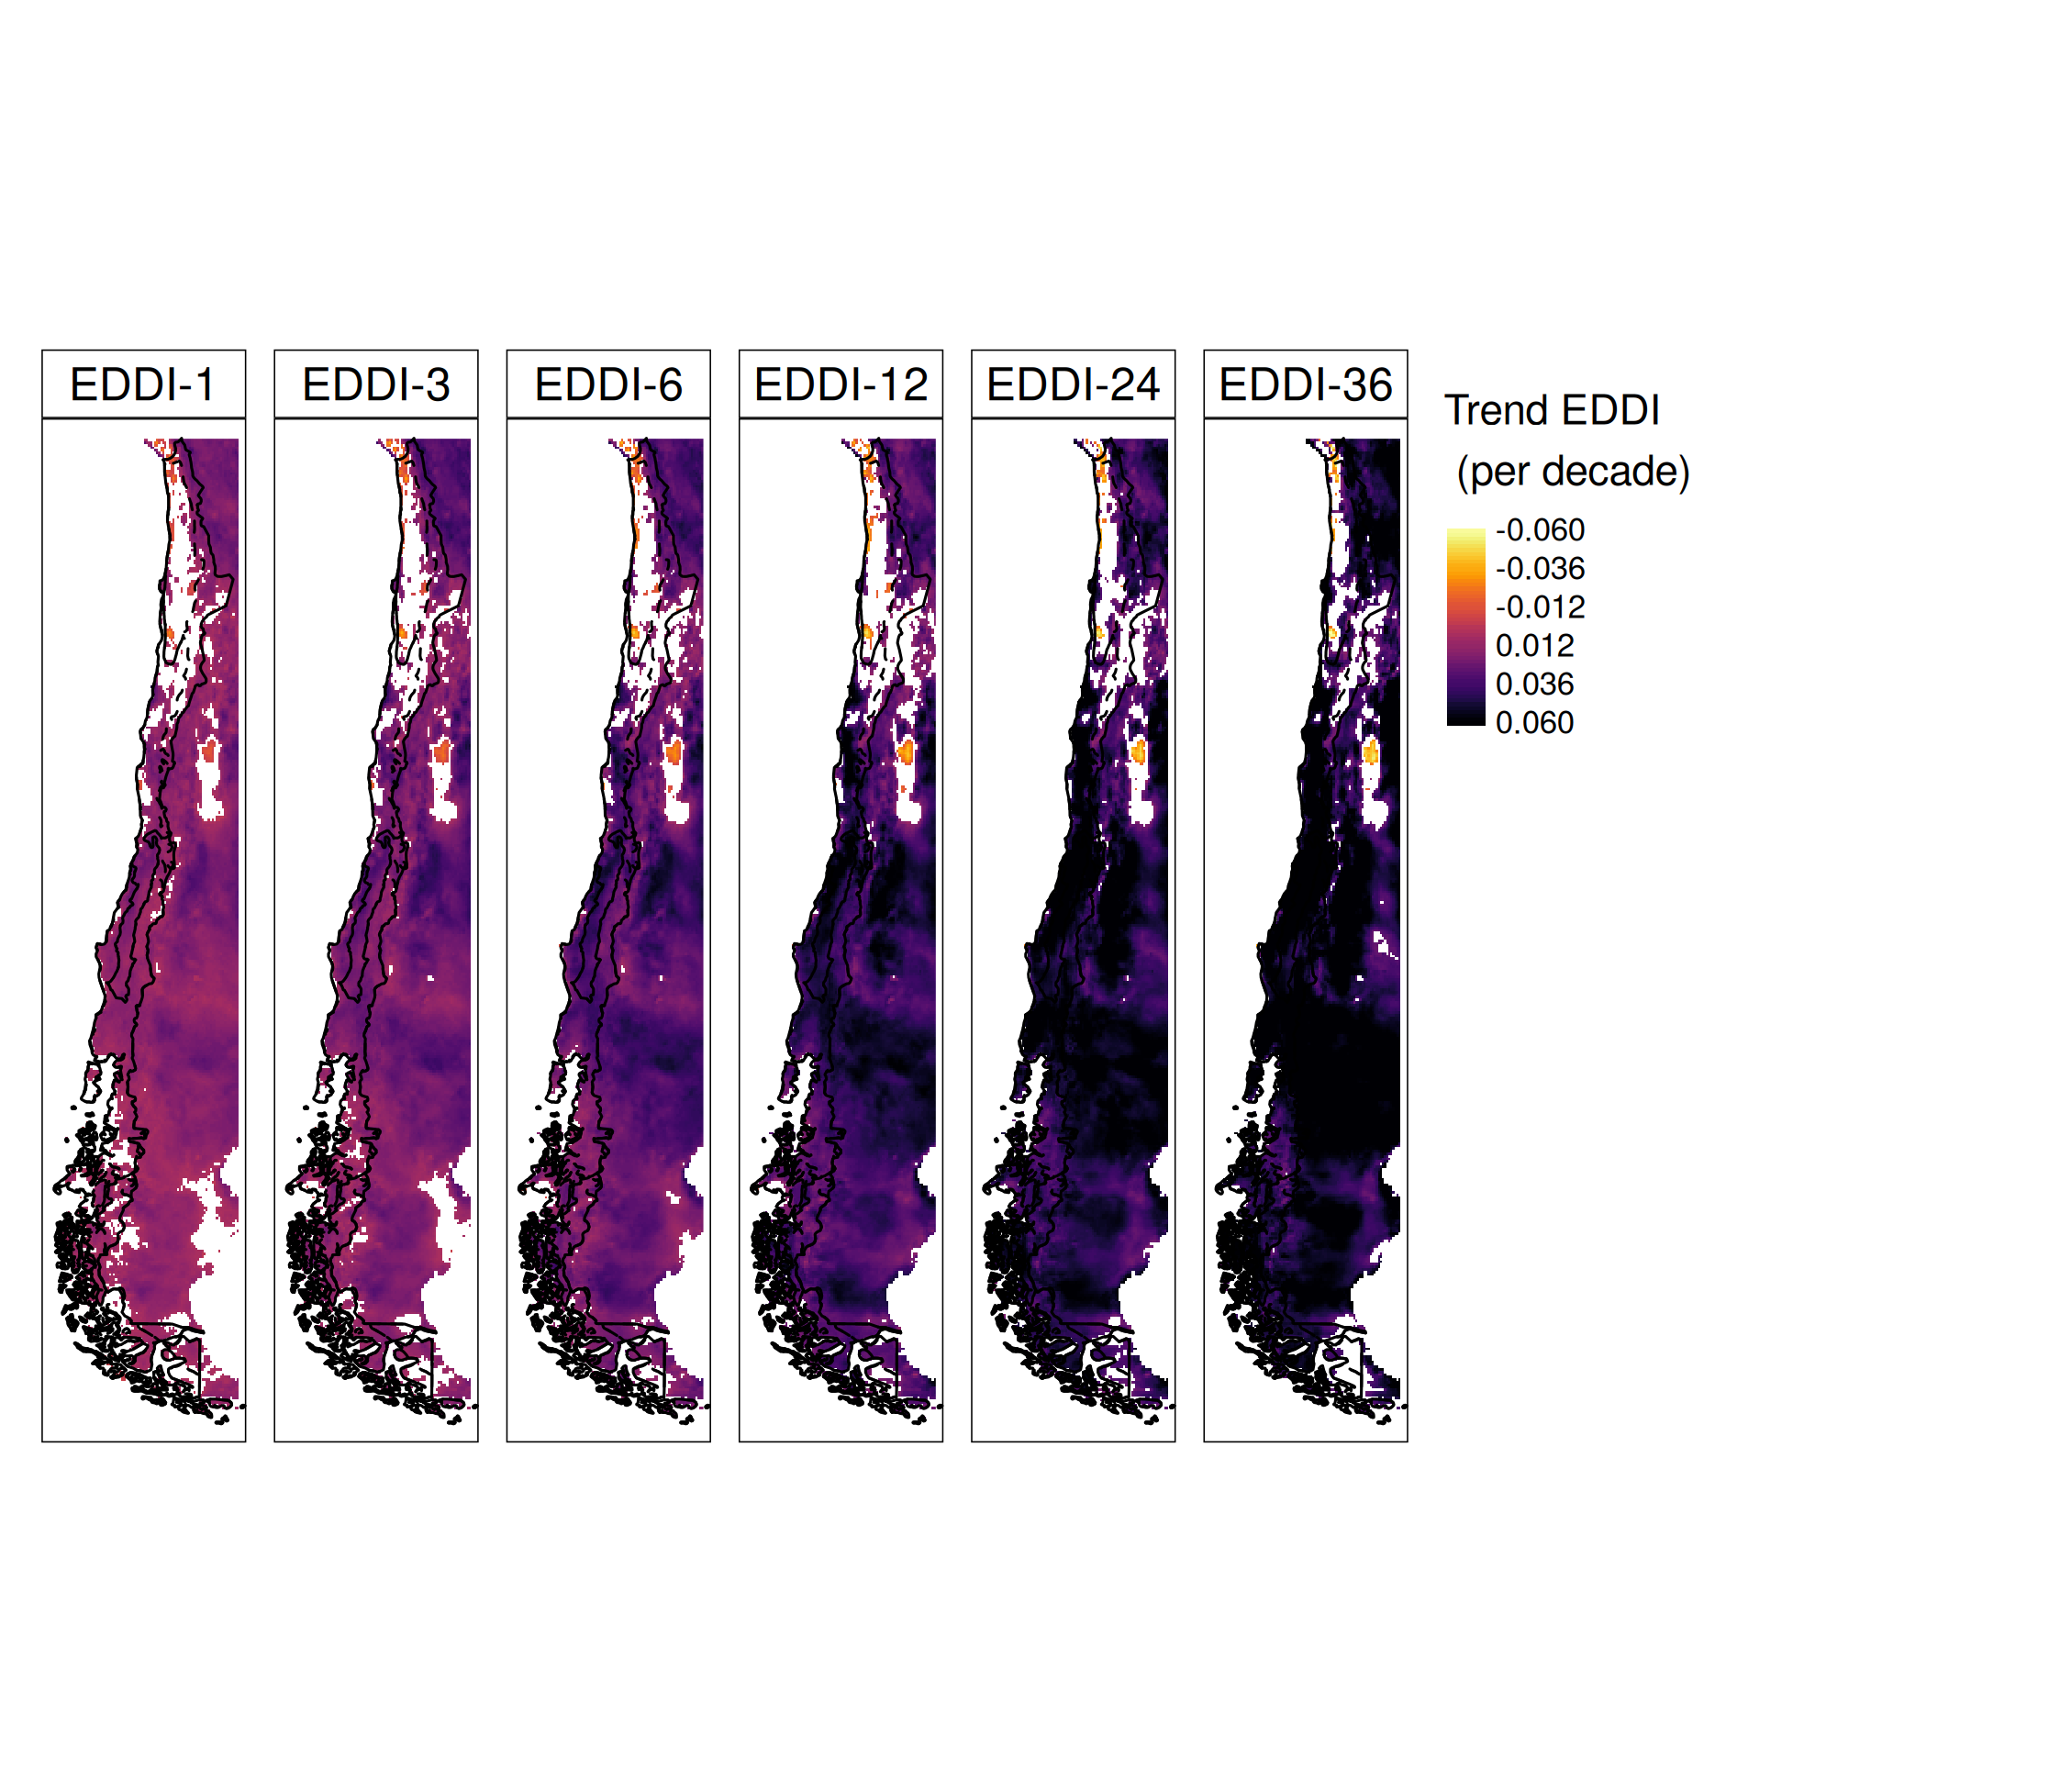 EDDI-1
EDDI-3
EDDI-6
EDDI-12
EDDI-24
EDDI-36
Trend EDDI
(per decade)
-0.060
-0.036
-0.012
0.012
0.036
0.060